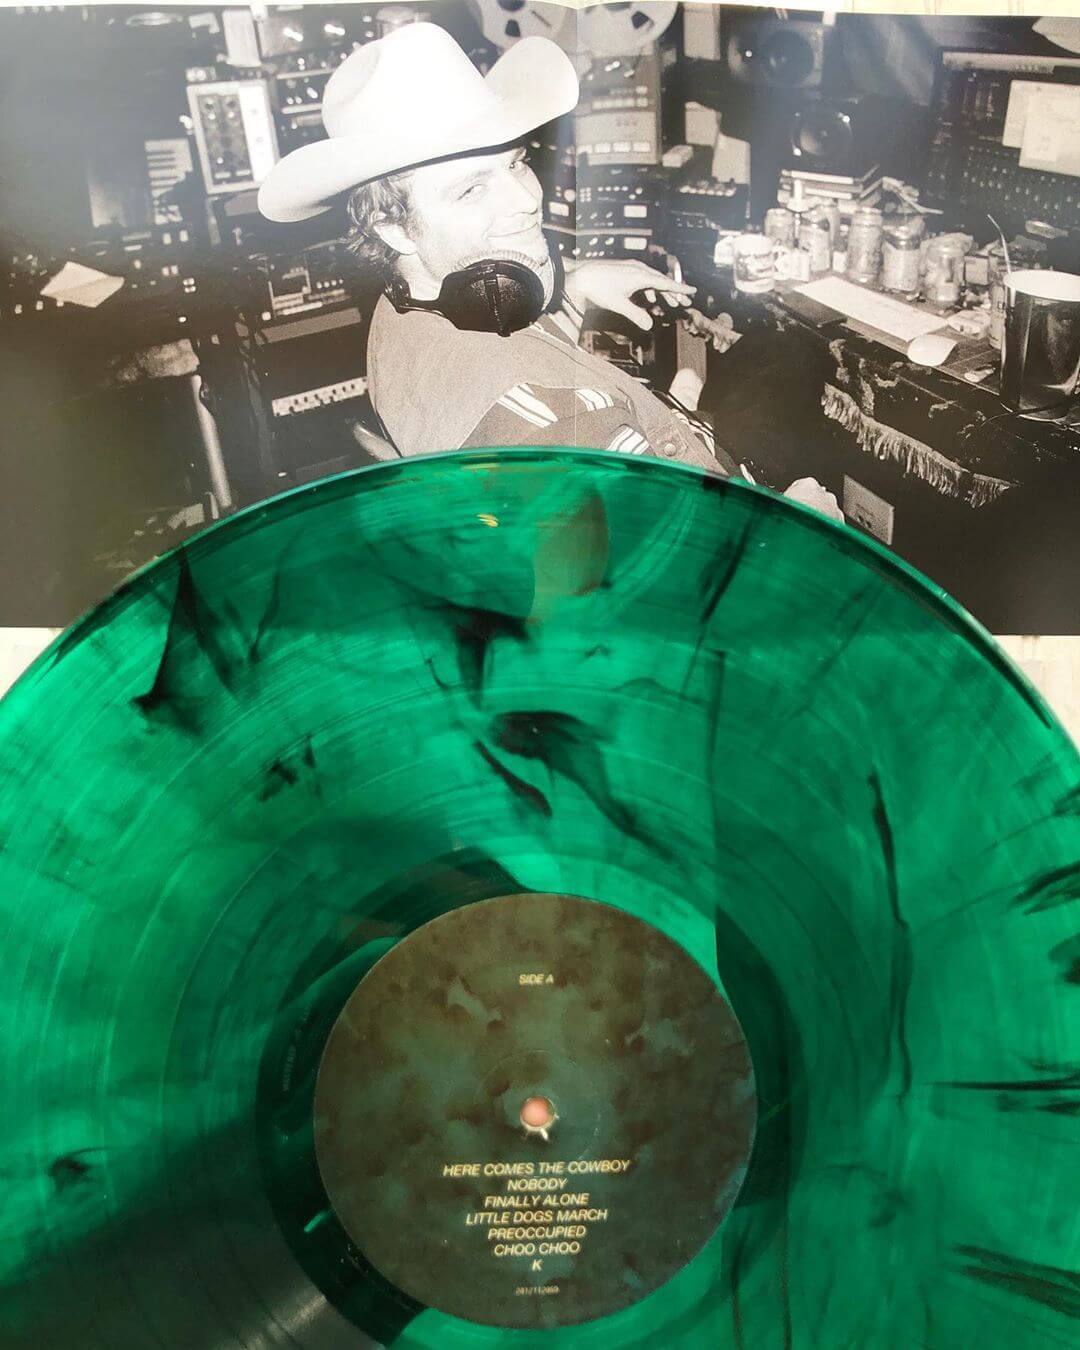 SIDE A
HERE COMES THE COWBOY
NOBODY
FINALLY ALONE
LITTLE DOGS MARCH
PREOCCUPIED
CHOO CHOO
K